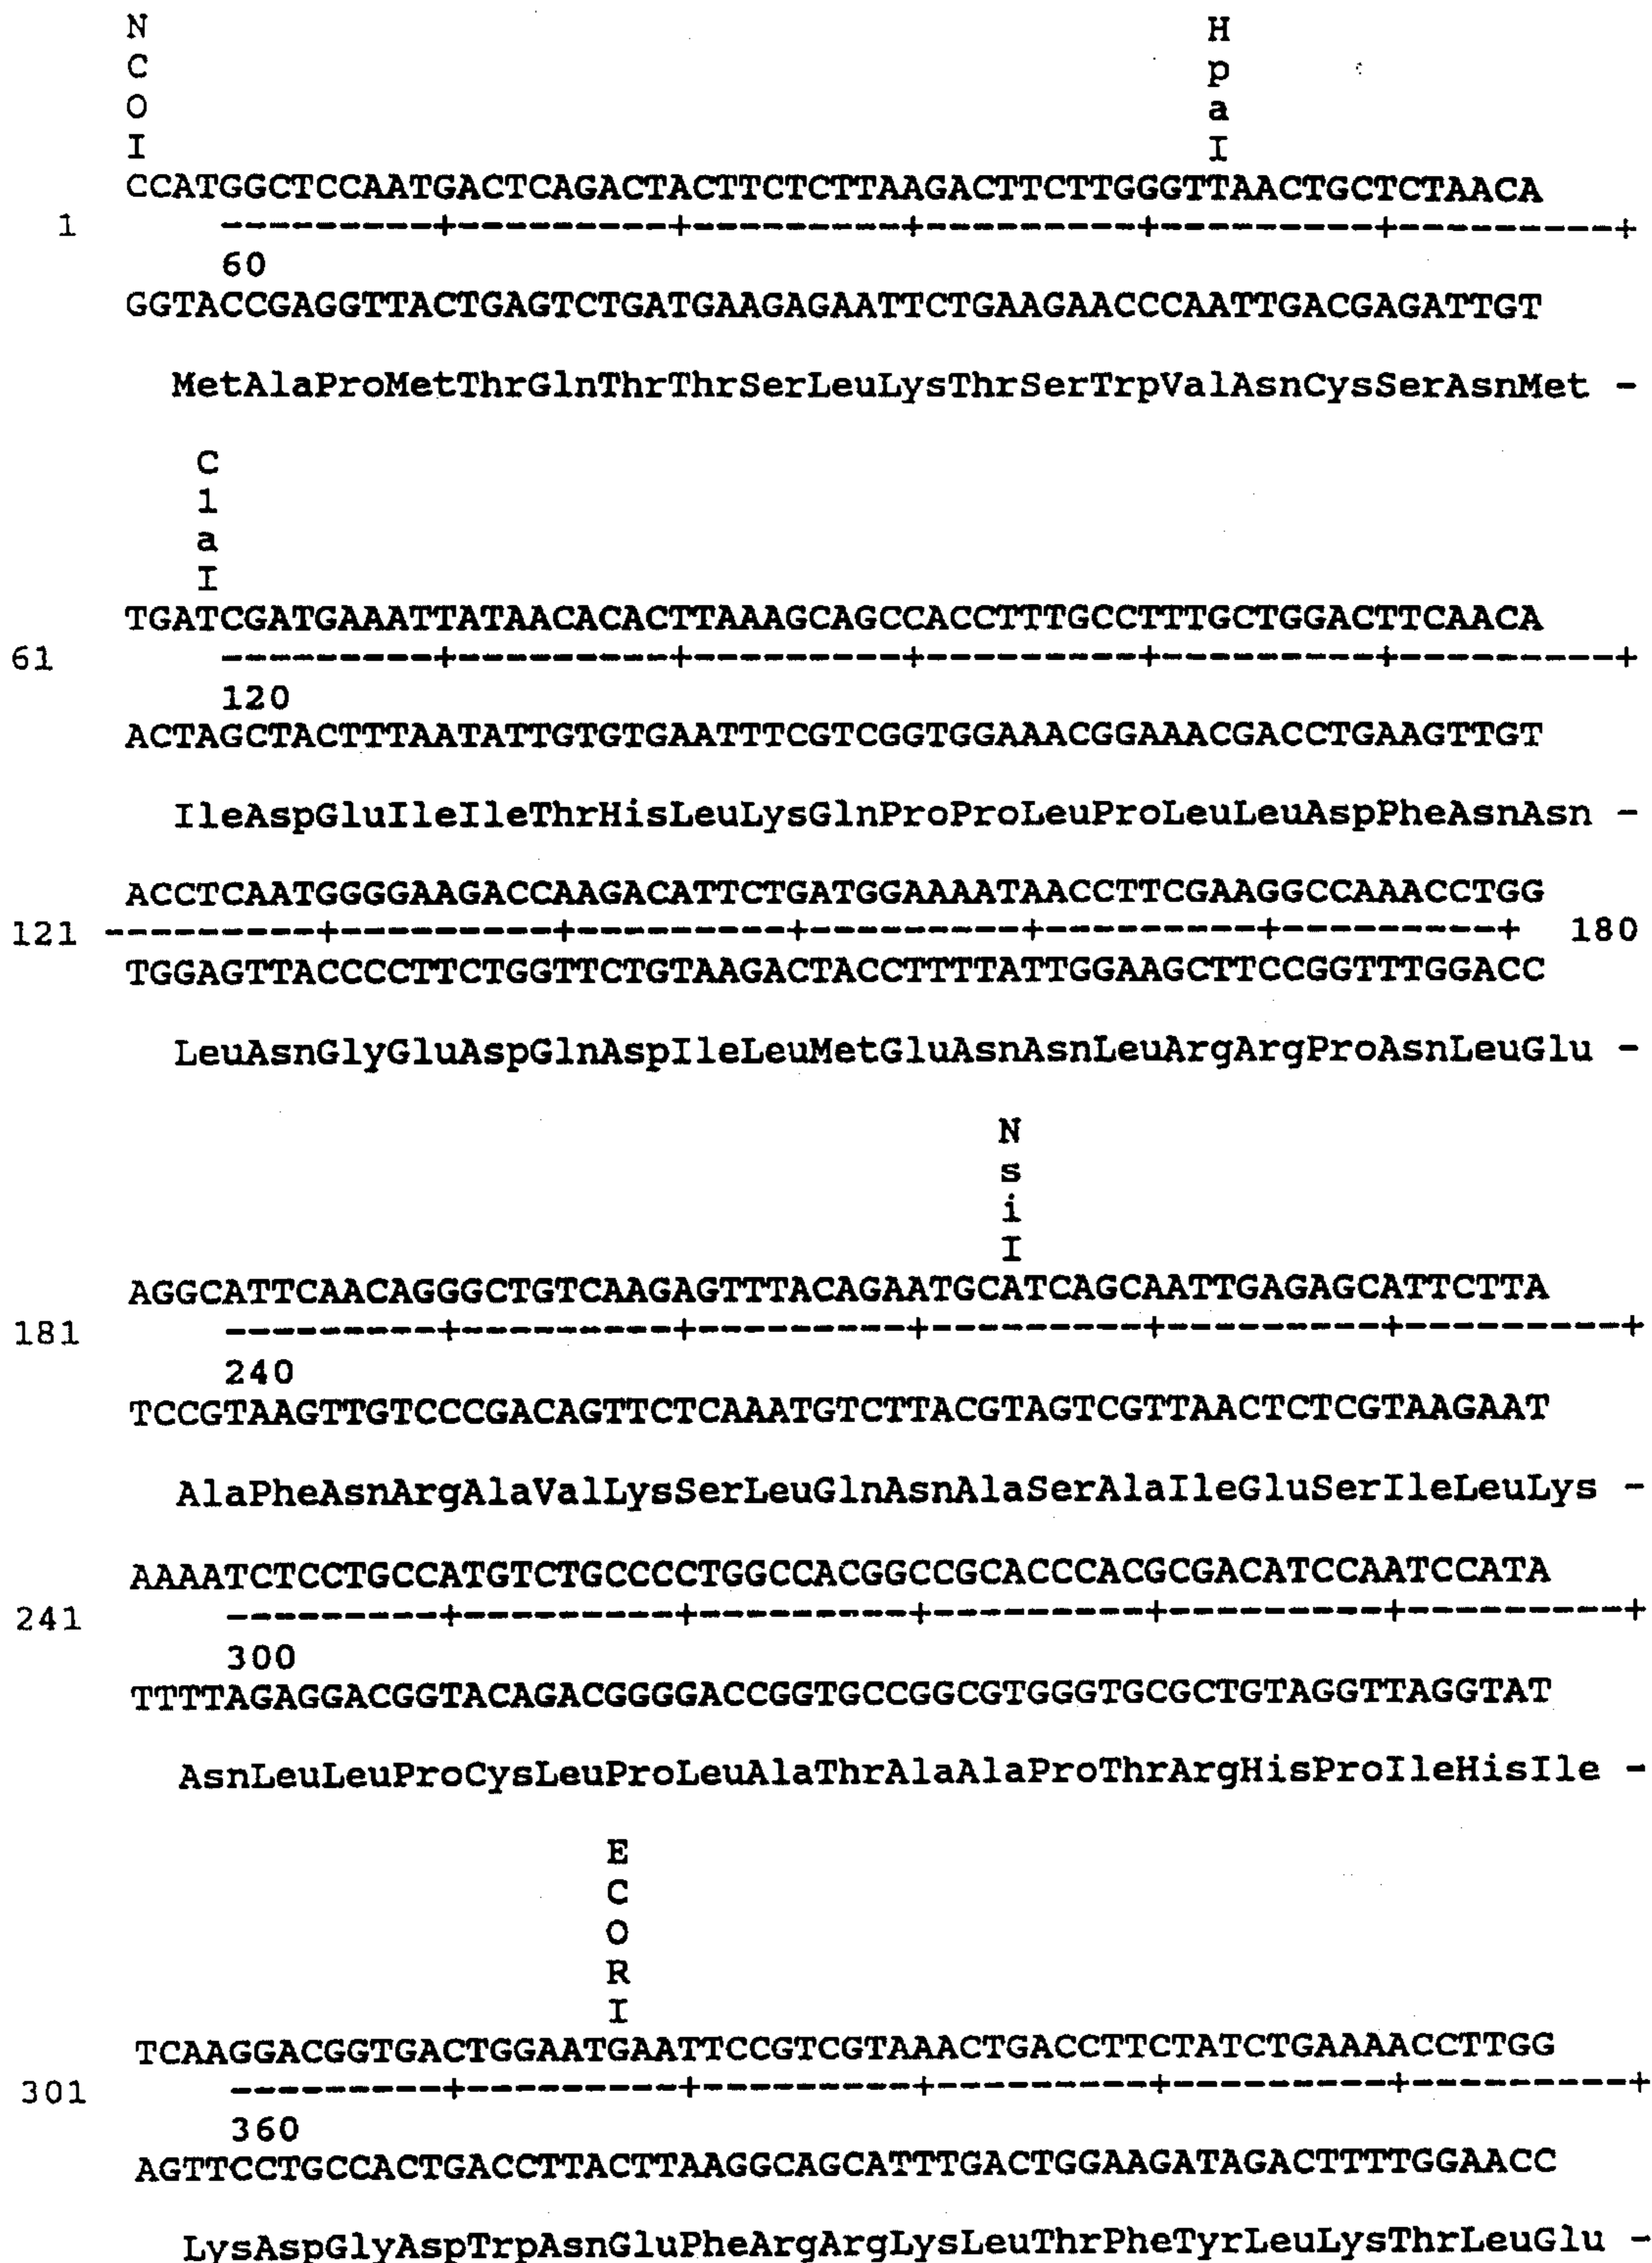 N H
C p
O a
I I
CCATGGCTCCAATGACTCAGACTACTTCTCTTAAGACTTCTTGGGTTAACTGCTCTAACA
1 ---------+---------+---------+---------+---------+---------+
60
GGTACCGAGGTTACTGAGTCTGATGAAGAGAATTCTGAAGAACCCAATTGACGAGATTGT
MetAlaProMetThrGlnThrThrSerLeuLysThrSerTrpValAsnCysSerAsnMet -
C
l
a
I
TGATCGATGAAATTATAACACACTTAAAGCAGCCACCTTTGCCTTTGCTGGACTTCAACA
61 ---------+---------+---------+---------+---------+---------+
120
ACTAGCTACTTTAATATTGTGTGAATTTCGTCGGTGGAAACGGAAACGACCTGAAGTTGT
IleAspGluIleIleThrHisLeuLysGlnProProLeuProLeuLeuAspPheAsnAsn -
ACCTCAATGGGGAAGACCAAGACATTCTGATGGAAAATAACCTTCGAAGGCCAAACCTGG
121 ---------+---------+---------+---------+---------+---------+ 180
TGGAGTTACCCCTTCTGGTTCTGTAAGACTACCTTTTATTGGAAGCTTCCGGTTTGGACC
LeuAsnGlyGluAspGlnAspIleLeuMetGluAsnAsnLeuArgArgProAsnLeuGlu -
N
s
i
I
AGGCATTCAACAGGGCTGTCAAGAGTTTACAGAATGCATCAGCAATTGAGAGCATTCTTA
181 ---------+---------+---------+---------+---------+---------+
240
TCCGTAAGTTGTCCCGACAGTTCTCAAATGTCTTACGTAGTCGTTAACTCTCGTAAGAAT
AlaPheAsnArgAlaValLysSerLeuGlnAsnAlaSerAlaIleGluSerIleLeuLys -
AAAATCTCCTGCCATGTCTGCCCCTGGCCACGGCCGCACCCACGCGACATCCAATCCATA
241 ---------+---------+---------+---------+---------+---------+
300
TTTTAGAGGACGGTACAGACGGGGACCGGTGCCGGCGTGGGTGCGCTGTAGGTTAGGTAT
AsnLeuLeuProCysLeuProLeuAlaThrAlaAlaProThrArgHisProIleHisIle -
E
C
O
R
I
TCAAGGACGGTGACTGGAATGAATTCCGTCGTAAACTGACCTTCTATCTGAAAACCTTGG
301 ---------+---------+---------+---------+---------+---------+
360
AGTTCCTGCCACTGACCTTACTTAAGGCAGCATTTGACTGGAAGATAGACTTTTGGAACC
LysAspGlyAspTrpAsnGluPheArgArgLysLeuThrPheTyrLeuLysThrLeuGlu -